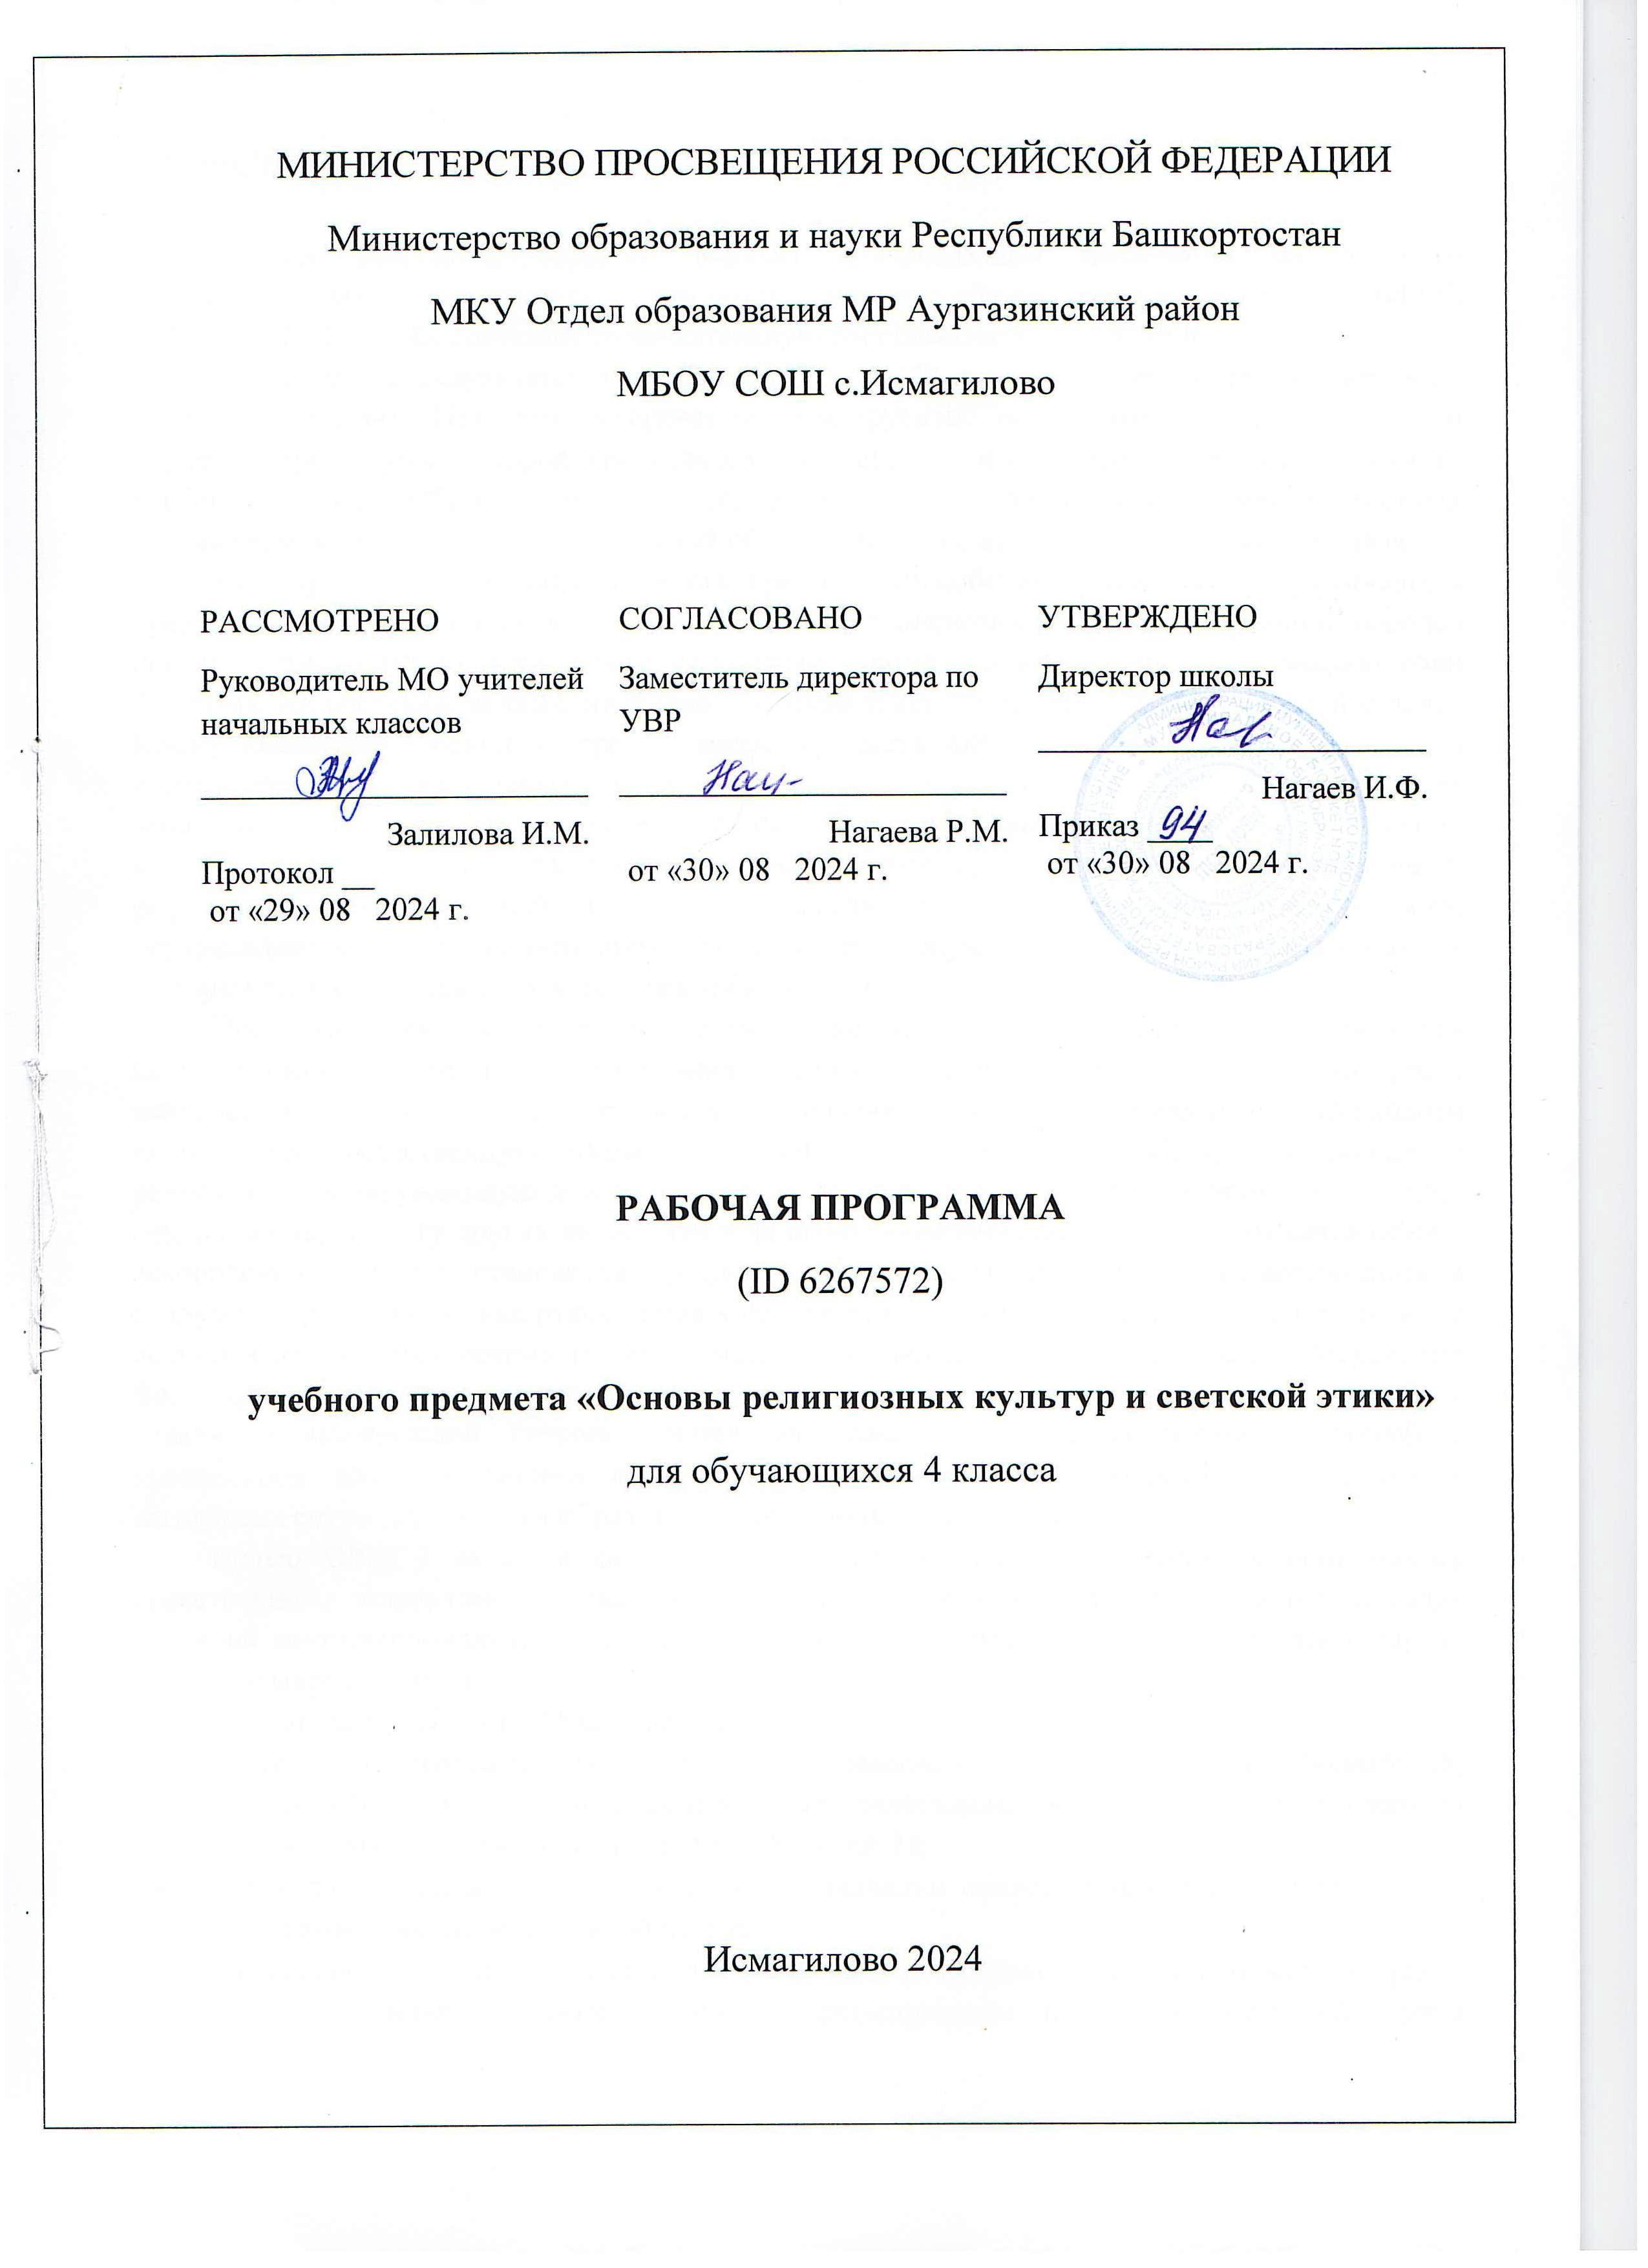 МИНИСТЕРСТВО ПРОСВЕЩЕНИЯ РОССИЙСКОЙ ФЕДЕРАЦИИ
Министерство образования и науки Республики Башкортостан
МКУ Отдел образования МР Аургазинский район
МБОУ СОШ с.Исмагилово
РАССМОТРЕНО
Руководитель МО учителей
начальных классов
Залилова И.М.
Протокол __
от «29» 08 2024 г.
СОГЛАСОВАНО
Заместитель директора по
УВР
Нагаева Р.М.
от «30» 08 2024 г.
УТВЕРЖДЕНО
Директор школы
Нагаев И.Ф.
Приказ 94
от «30» 08 2024 г.
РАБОЧАЯ ПРОГРАММА
(ID 6267572)
учебного предмета «Основы религиозных культур и светской этики»
для обучающихся 4 класса
Исмагилово 2024